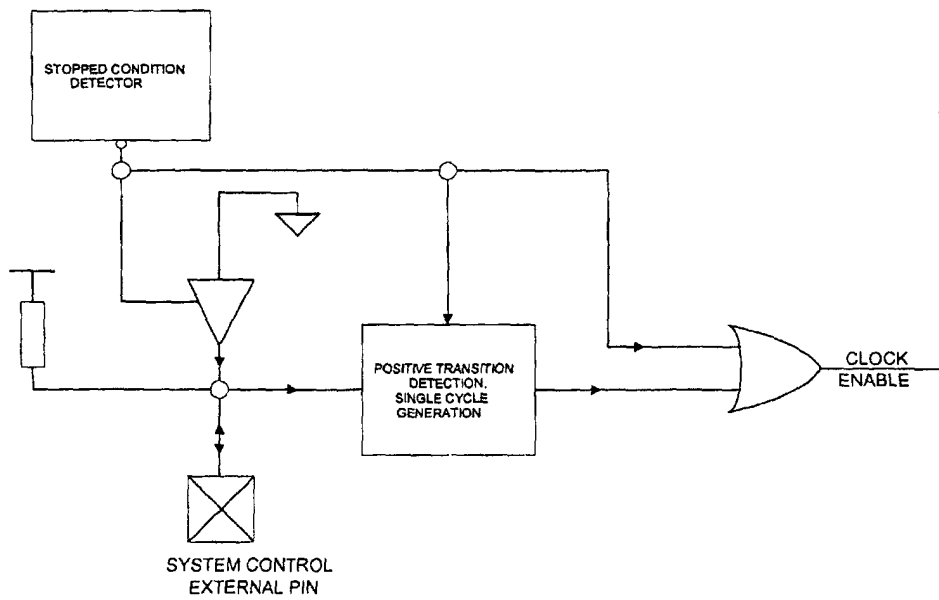 STOPPED CONDITION
DETECTOR
POSITIVE TRANSITION
DETECTION.
SINGLE CYCLE
GENERATION
CLOCK
ENABLE
SYSTEM CONTROL
EXTERNAL PIN